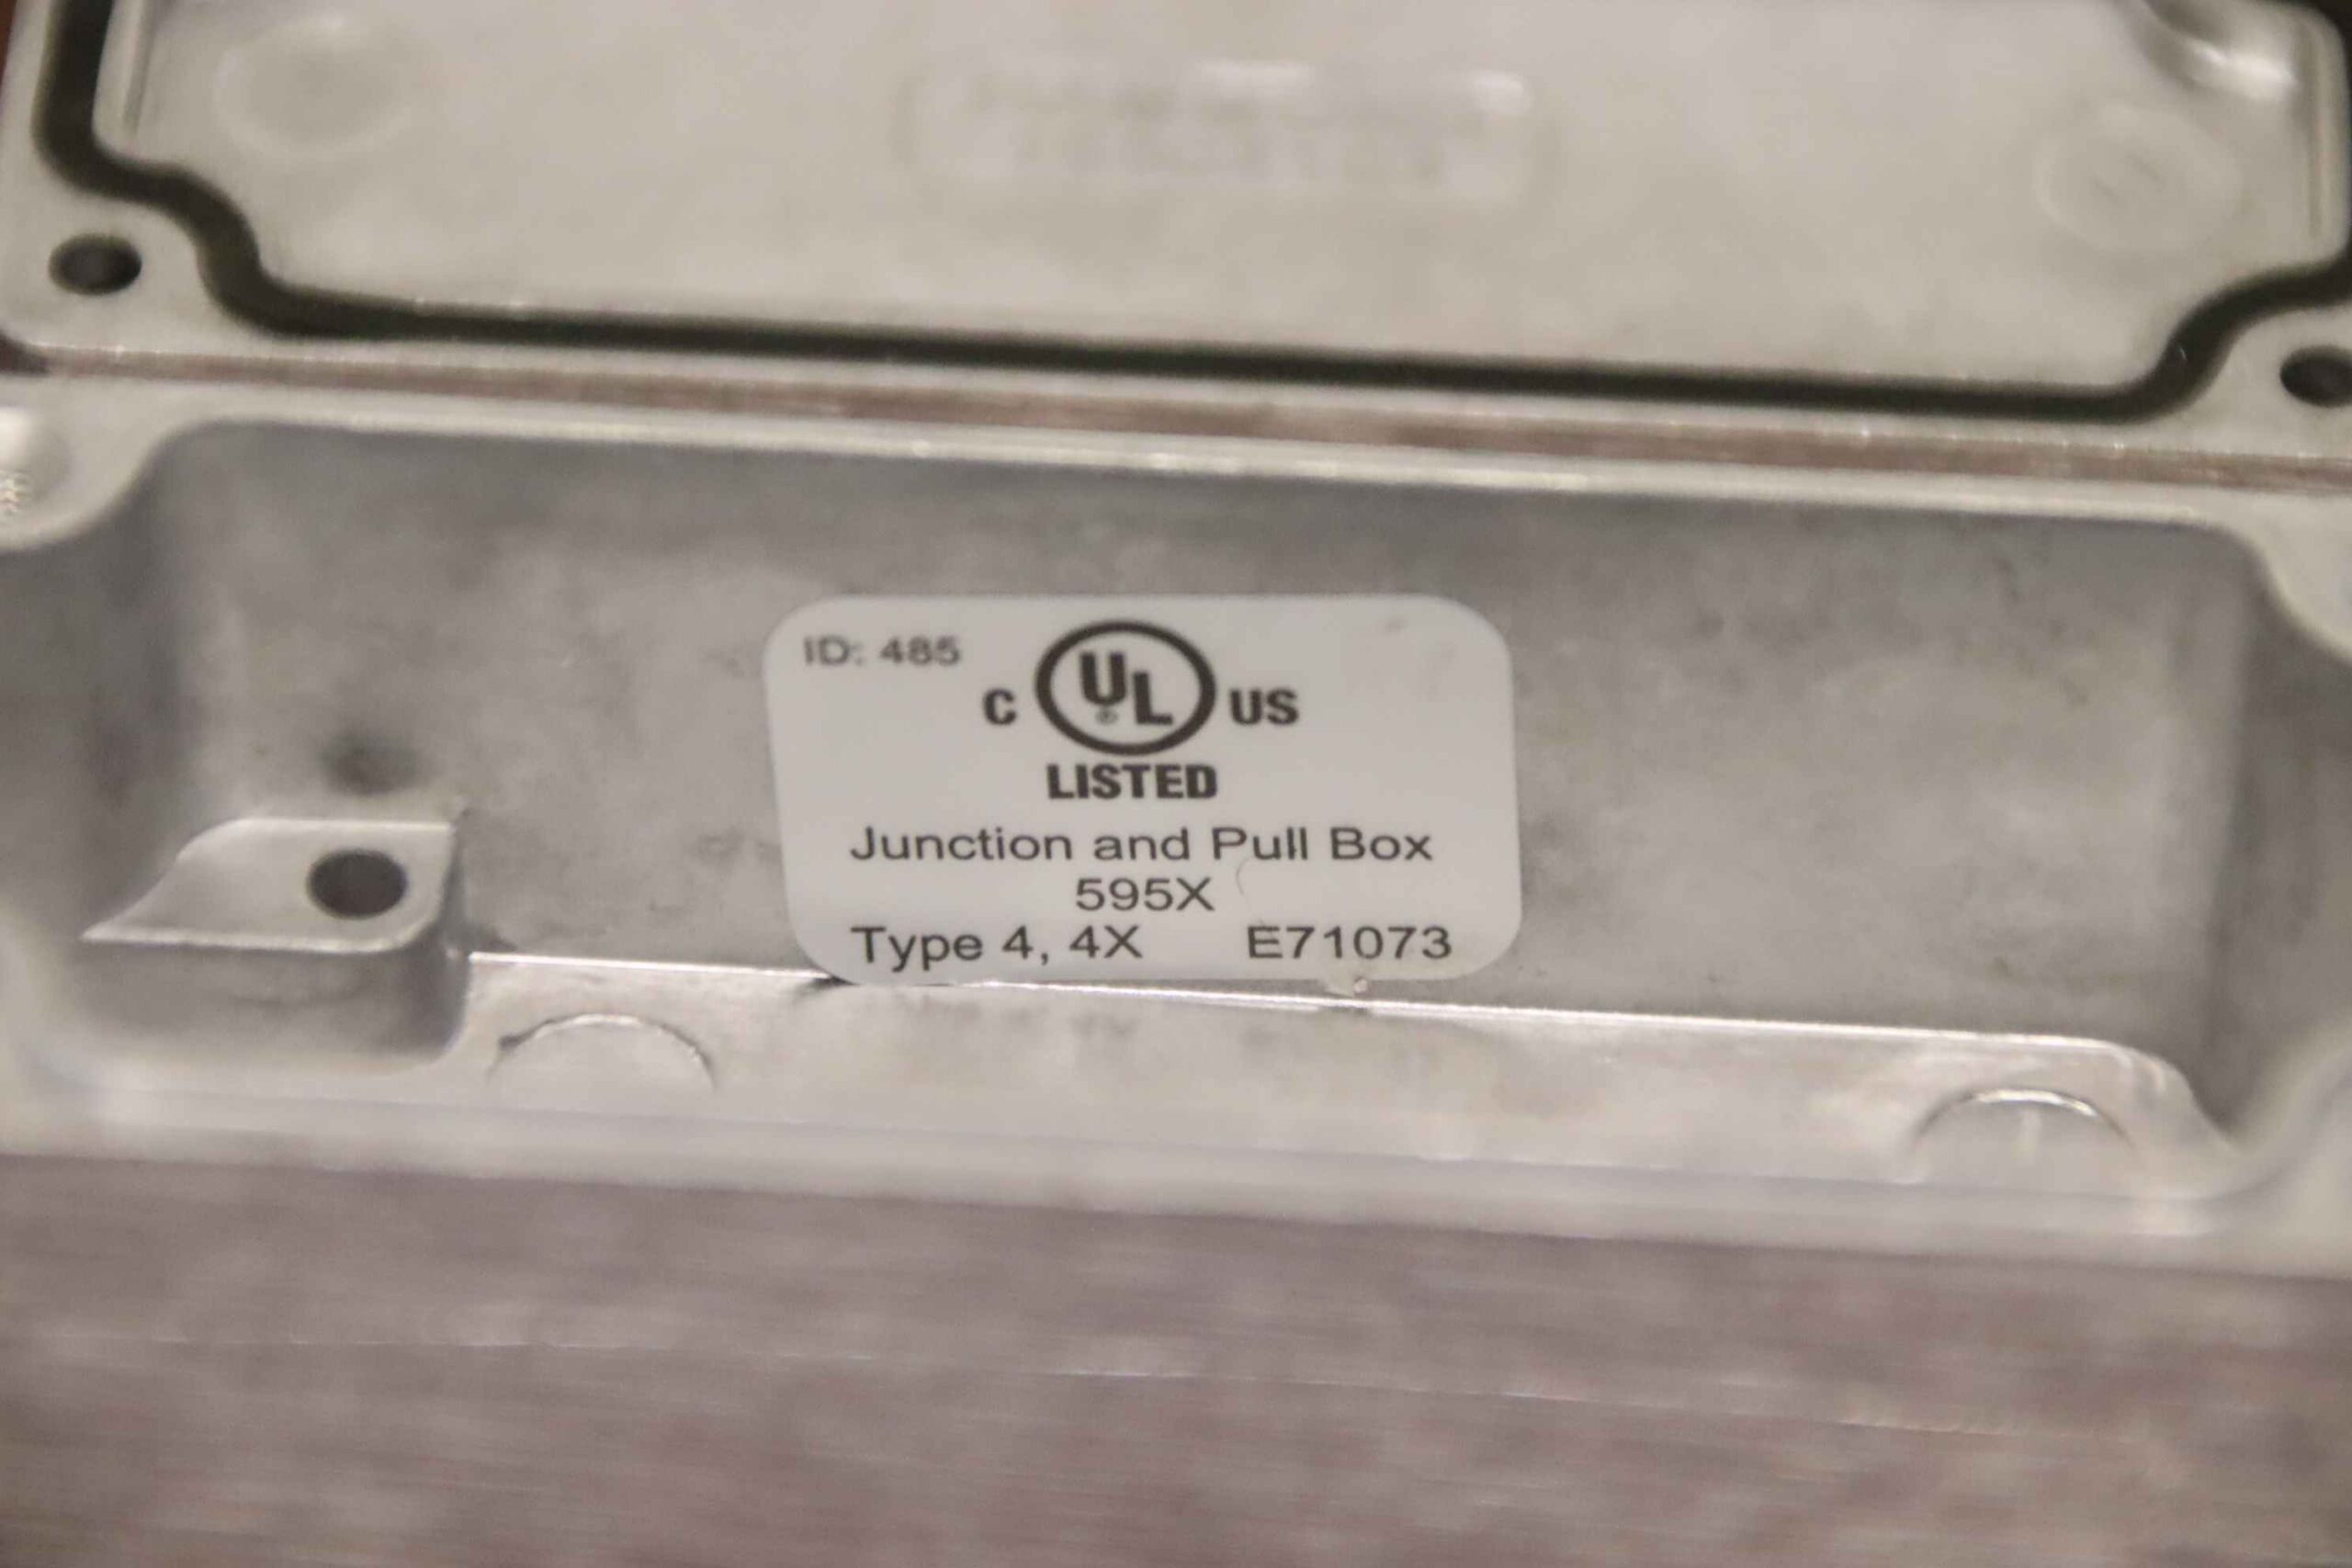 ID: 485
C UL® US
LISTED
Junction and Pull Box
595X
Type 4, 4X E71073